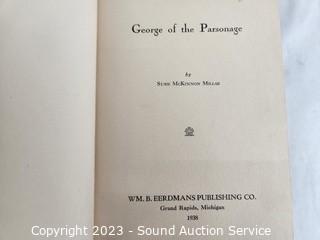 George of the Parsonage
by
SUSIE MCKINNON MILLAR
WM. B. EERDMANS PUBLISHING CO.
Grand Rapids, Michigan
1938
Copyright © 2023 - Sound Auction Service